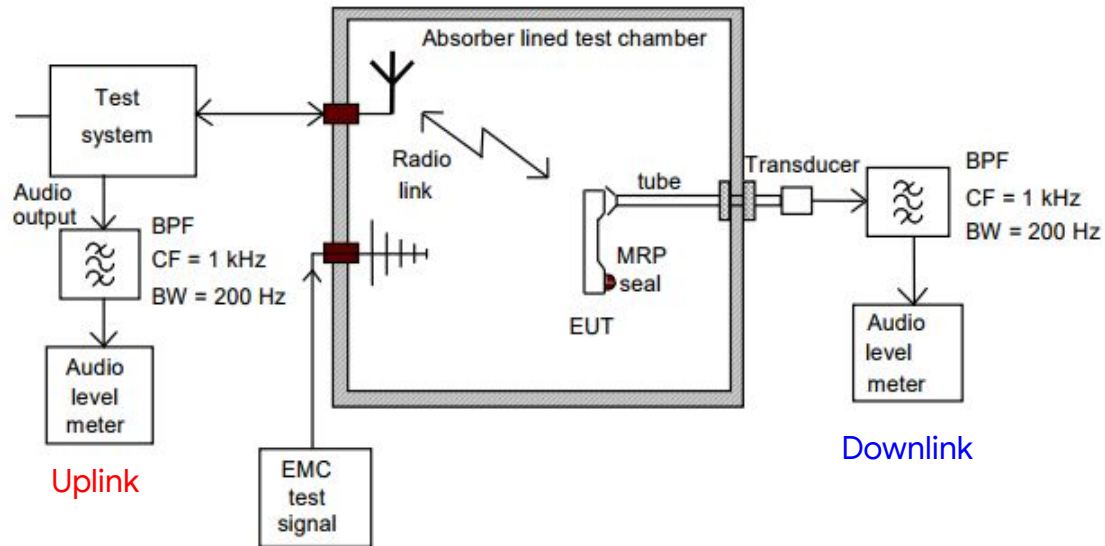 Absorber lined test chamber
Test
system
Radio
link
Audio
output
BPF
CF = 1 kHz
BW = 200 Hz
Audio
level
meter
Uplink
EMC
test
signal
tube
MRP
seal
EUT
Transducer
BPF
CF = 1 kHz
BW = 200 Hz
Audio
level
meter
Downlink